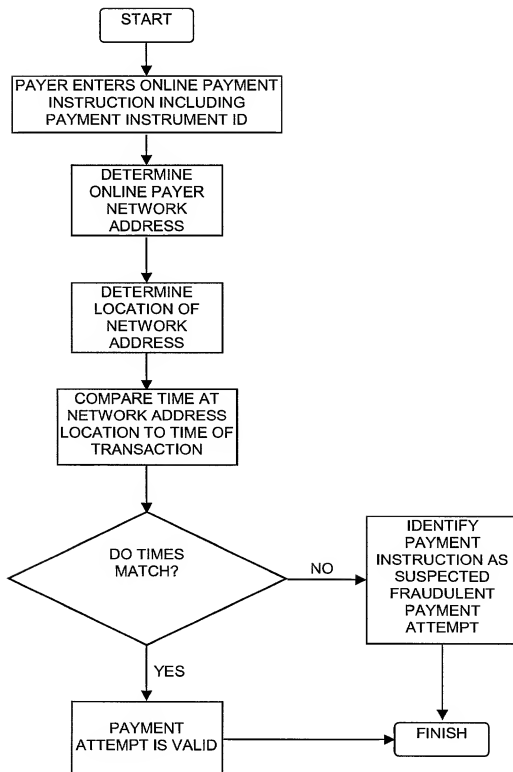 START
PAYER ENTERS ONLINE PAYMENT
INSTRUCTION INCLUDING
PAYMENT INSTRUMENT ID
DETERMINE
ONLINE PAYER
NETWORK
ADDRESS
DETERMINE
LOCATION OF
NETWORK
ADDRESS
COMPARE TIME AT
NETWORK ADDRESS
LOCATION TO TIME OF
TRANSACTION
DO TIMES
MATCH?
NO
IDENTIFY
PAYMENT
INSTRUCTION AS
SUSPECTED
FRAUDULENT
PAYMENT
ATTEMPT
YES
PAYMENT
ATTEMPT IS VALID
FINISH